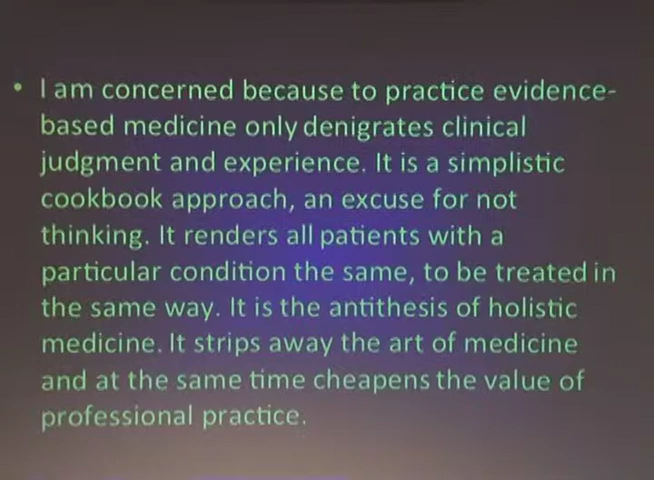 • I am concerned because to practice evidence-
based medicine only denigrates clinical
judgment and experience. It is a simplistic
cookbook approach, an excuse for not
thinking. It renders all patients with a
particular condition the same, to be treated in
the same way. It is the antithesis of holistic
medicine. It strips away the art of medicine
and at the same time cheapens the value of
professional practice.